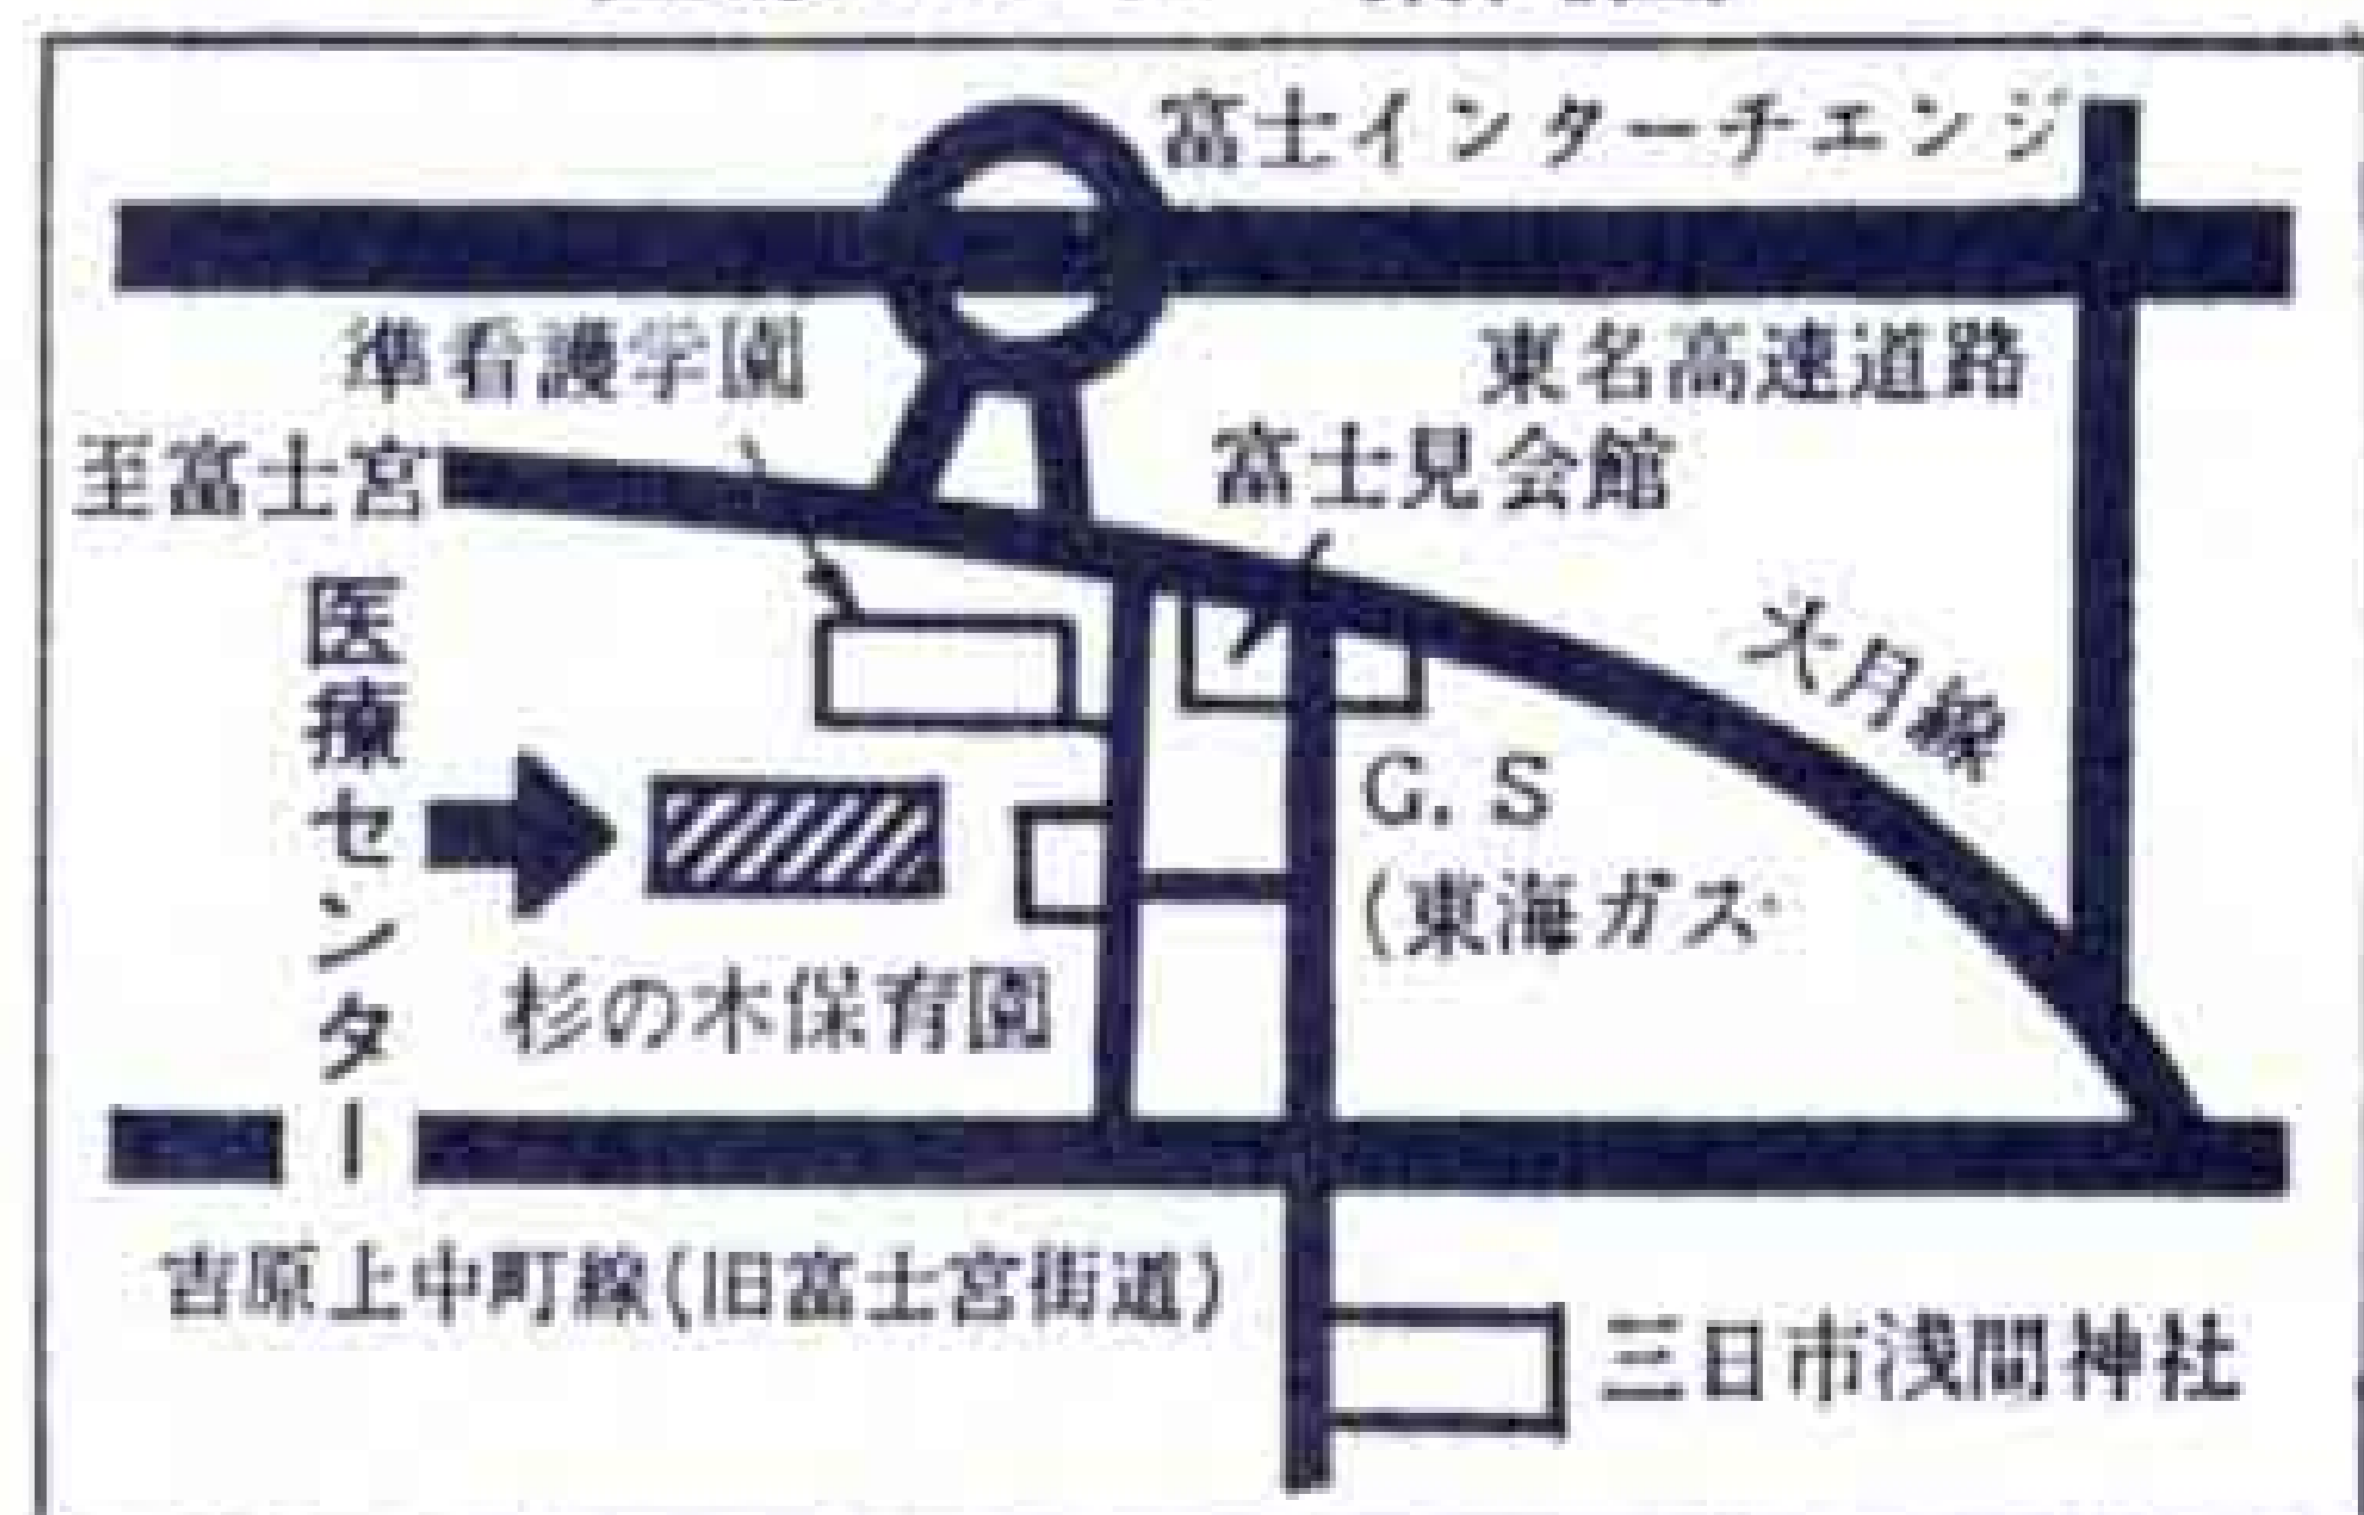 富士インターチエンジ
準看護学園
東名高速道路
至富士宮
富士見会館
大月線
医療センター
G.S
(東海ガス
杉の木保育園
吉原上中町線(旧富士宮街道)
三日市浅間神社